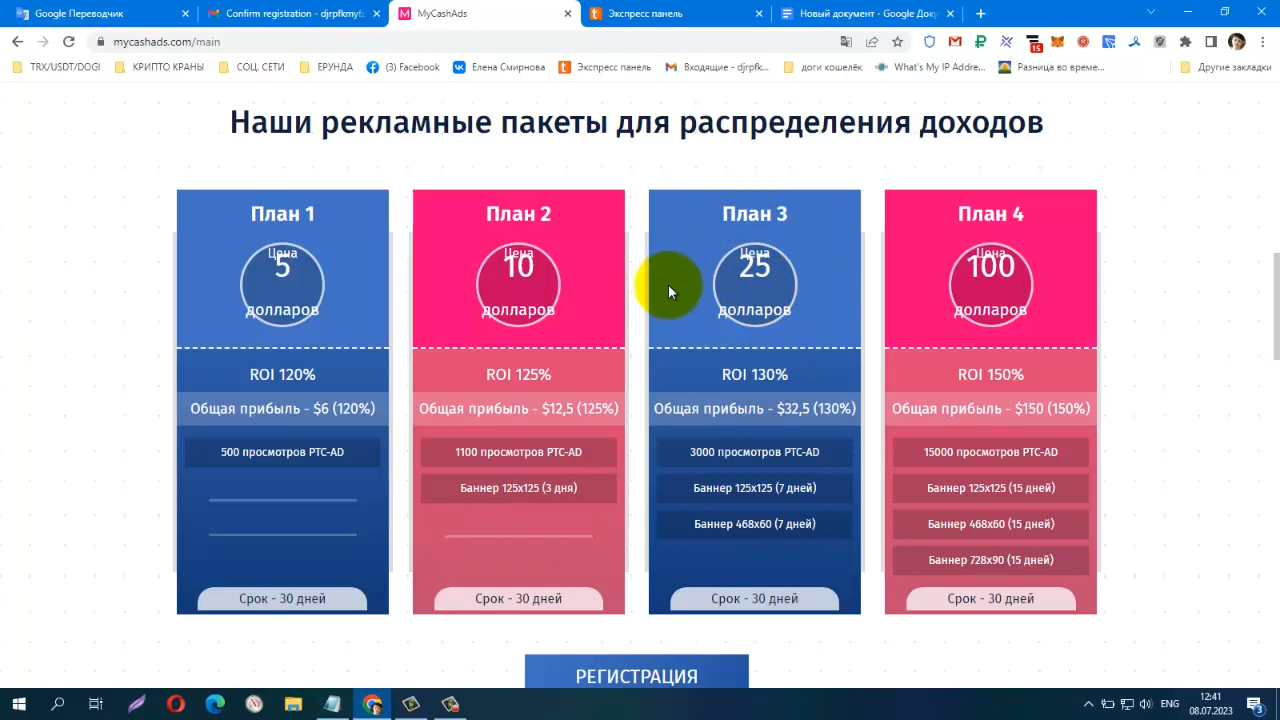 Google Переводчик
Confirm registration - djrpfkmyf
MyCashAds
Экспресс панель
Новый документ - Google Док
mycashads.com/main
15
TRX/USDT/DOGI
КРИПТО КРАНЫ
СОЦ. СЕТИ
ЕРУНДА
(3) Facebook
Елена Смирнова
Экспресс панель
Входящие - djrpfk...
доги кошелёк
What's My IP Addre...
Разница во време...
Другие закладки
Наши рекламные пакеты для распределения доходов
План 1
Цена
5
долларов
ROI 120%
Общая прибыль - $6 (120%)
500 просмотров PTC-AD
Срок - 30 дней
План 2
Цена
10
долларов
ROI 125%
Общая прибыль - $12,5 (125%)
1100 просмотров PTC-AD
Баннер 125x125 (3 дня)
Срок - 30 дней
План 3
Цена
25
долларов
ROI 130%
Общая прибыль - $32,5 (130%)
3000 просмотров PTC-AD
Баннер 125x125 (7 дней)
Баннер 468x60 (7 дней)
Срок - 30 дней
План 4
Цена
100
долларов
ROI 150%
Общая прибыль - $150 (150%)
15000 просмотров PTC-AD
Баннер 125x125 (15 дней)
Баннер 468x60 (15 дней)
Баннер 728x90 (15 дней)
Срок - 30 дней
РЕГИСТРАЦИЯ
ENG
12:41
08.07.2023
3